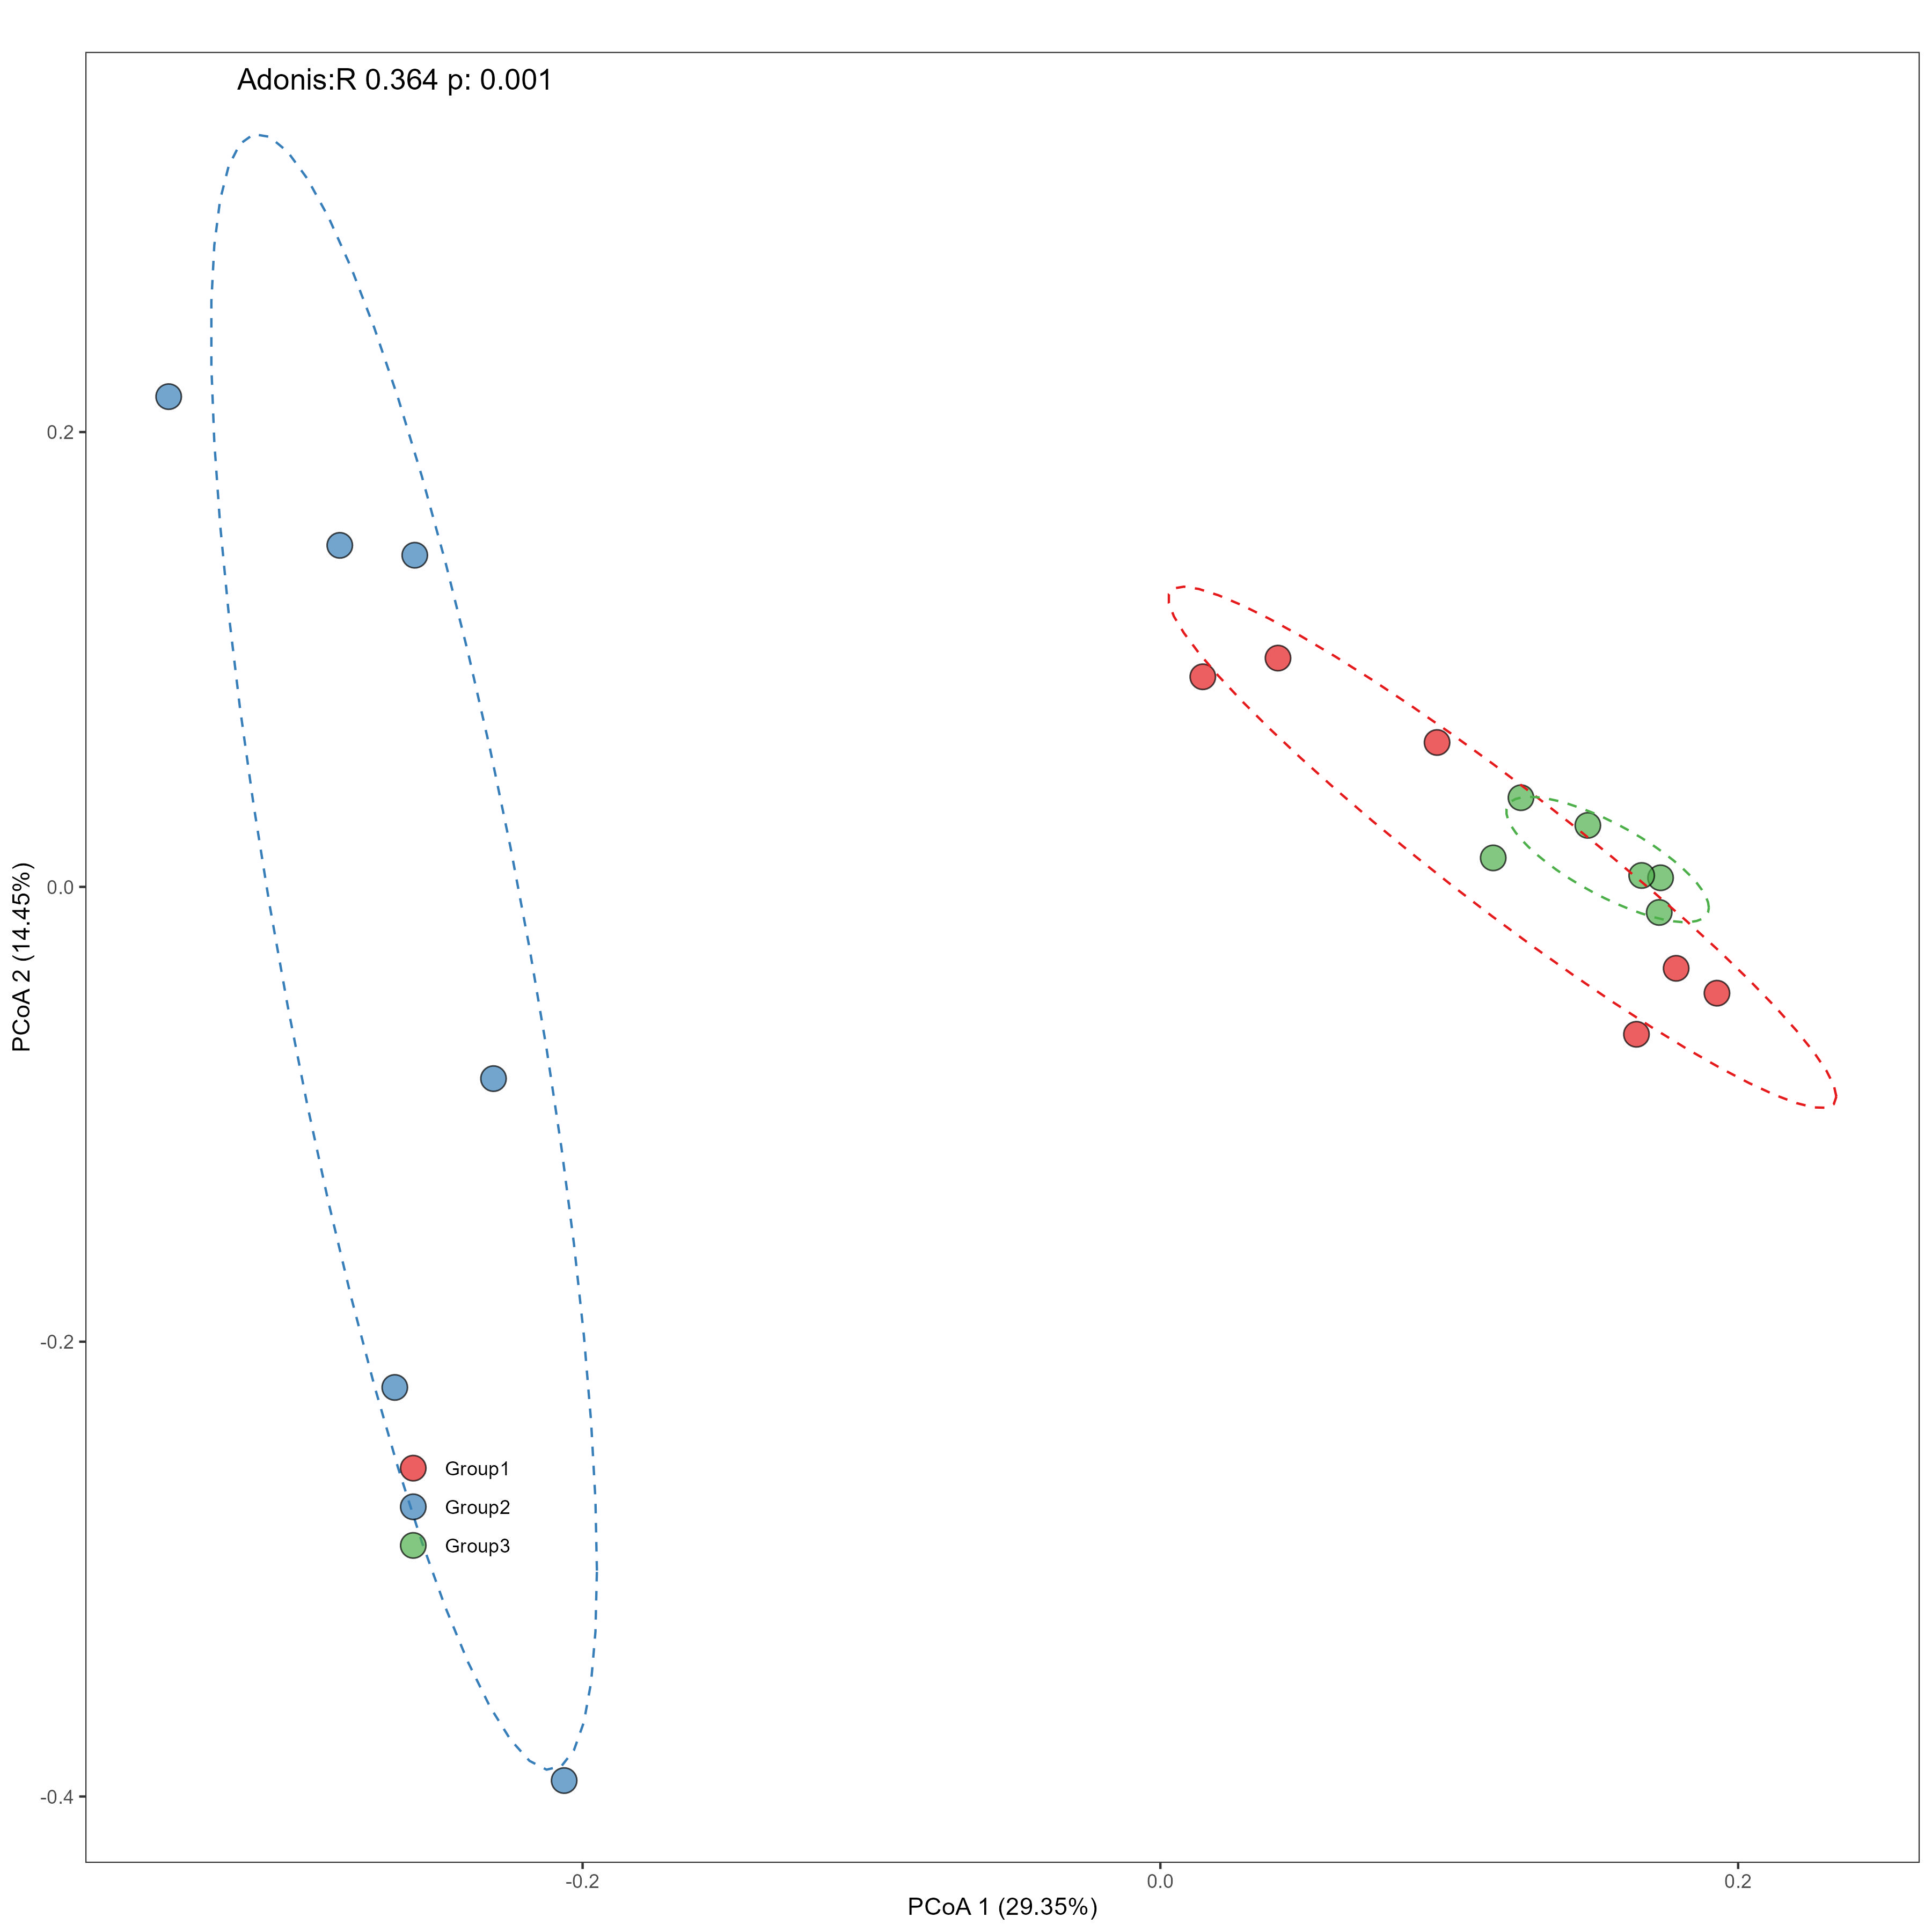 Adonis:R 0.364 p: 0.001
PCoA 2 (14.45%)
0.2
0.0
-0.2
-0.4
Group1
Group2
Group3
-0.2
0.0
0.2
PCoA 1 (29.35%)